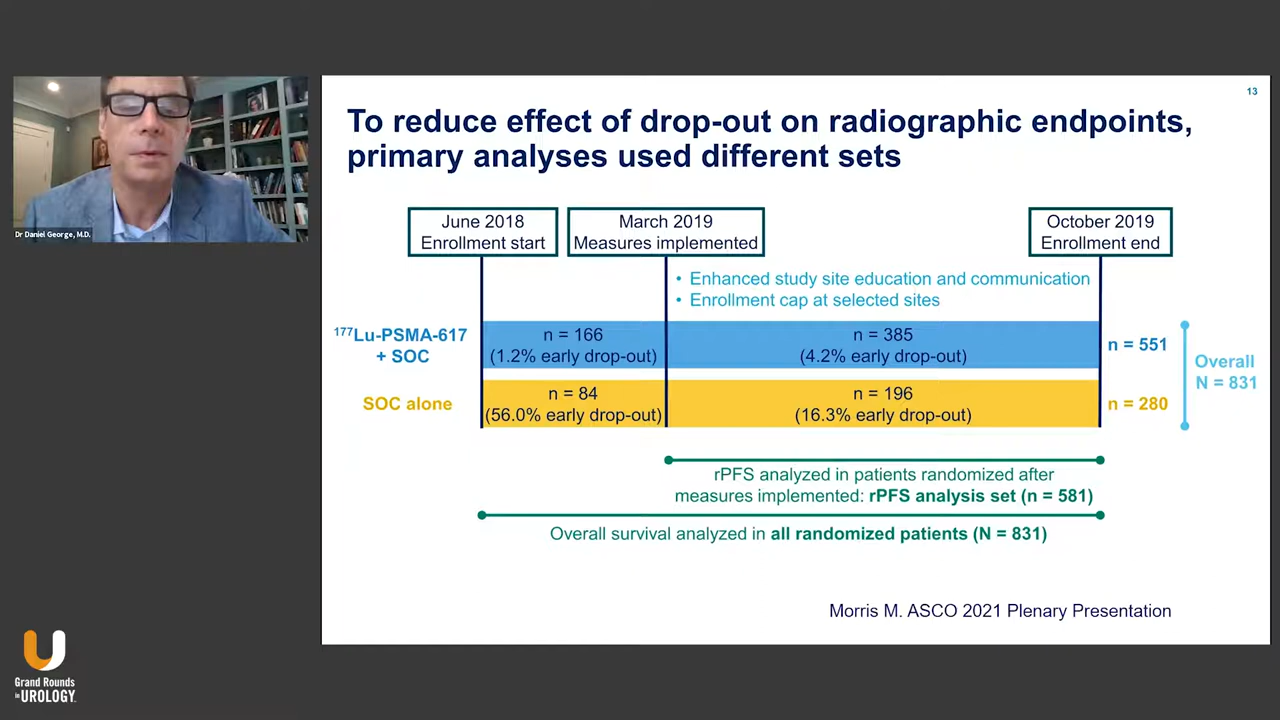 13
To reduce effect of drop-out on radiographic endpoints,
primary analyses used different sets
June 2018
Enrollment start
March 2019
Measures implemented
October 2019
Enrollment end
• Enhanced study site education and communication
• Enrollment cap at selected sites
¹⁷⁷Lu-PSMA-617
+ SOC
n = 166
(1.2% early drop-out)
n = 385
(4.2% early drop-out)
n = 551
SOC alone
n = 84
(56.0% early drop-out)
n = 196
(16.3% early drop-out)
n = 280
Overall
N = 831
rPFS analyzed in patients randomized after
measures implemented: rPFS analysis set (n = 581)
Overall survival analyzed in all randomized patients (N = 831)
Morris M. ASCO 2021 Plenary Presentation
Dr Daniel George, M.D.
Grand Rounds
in UROLOGY